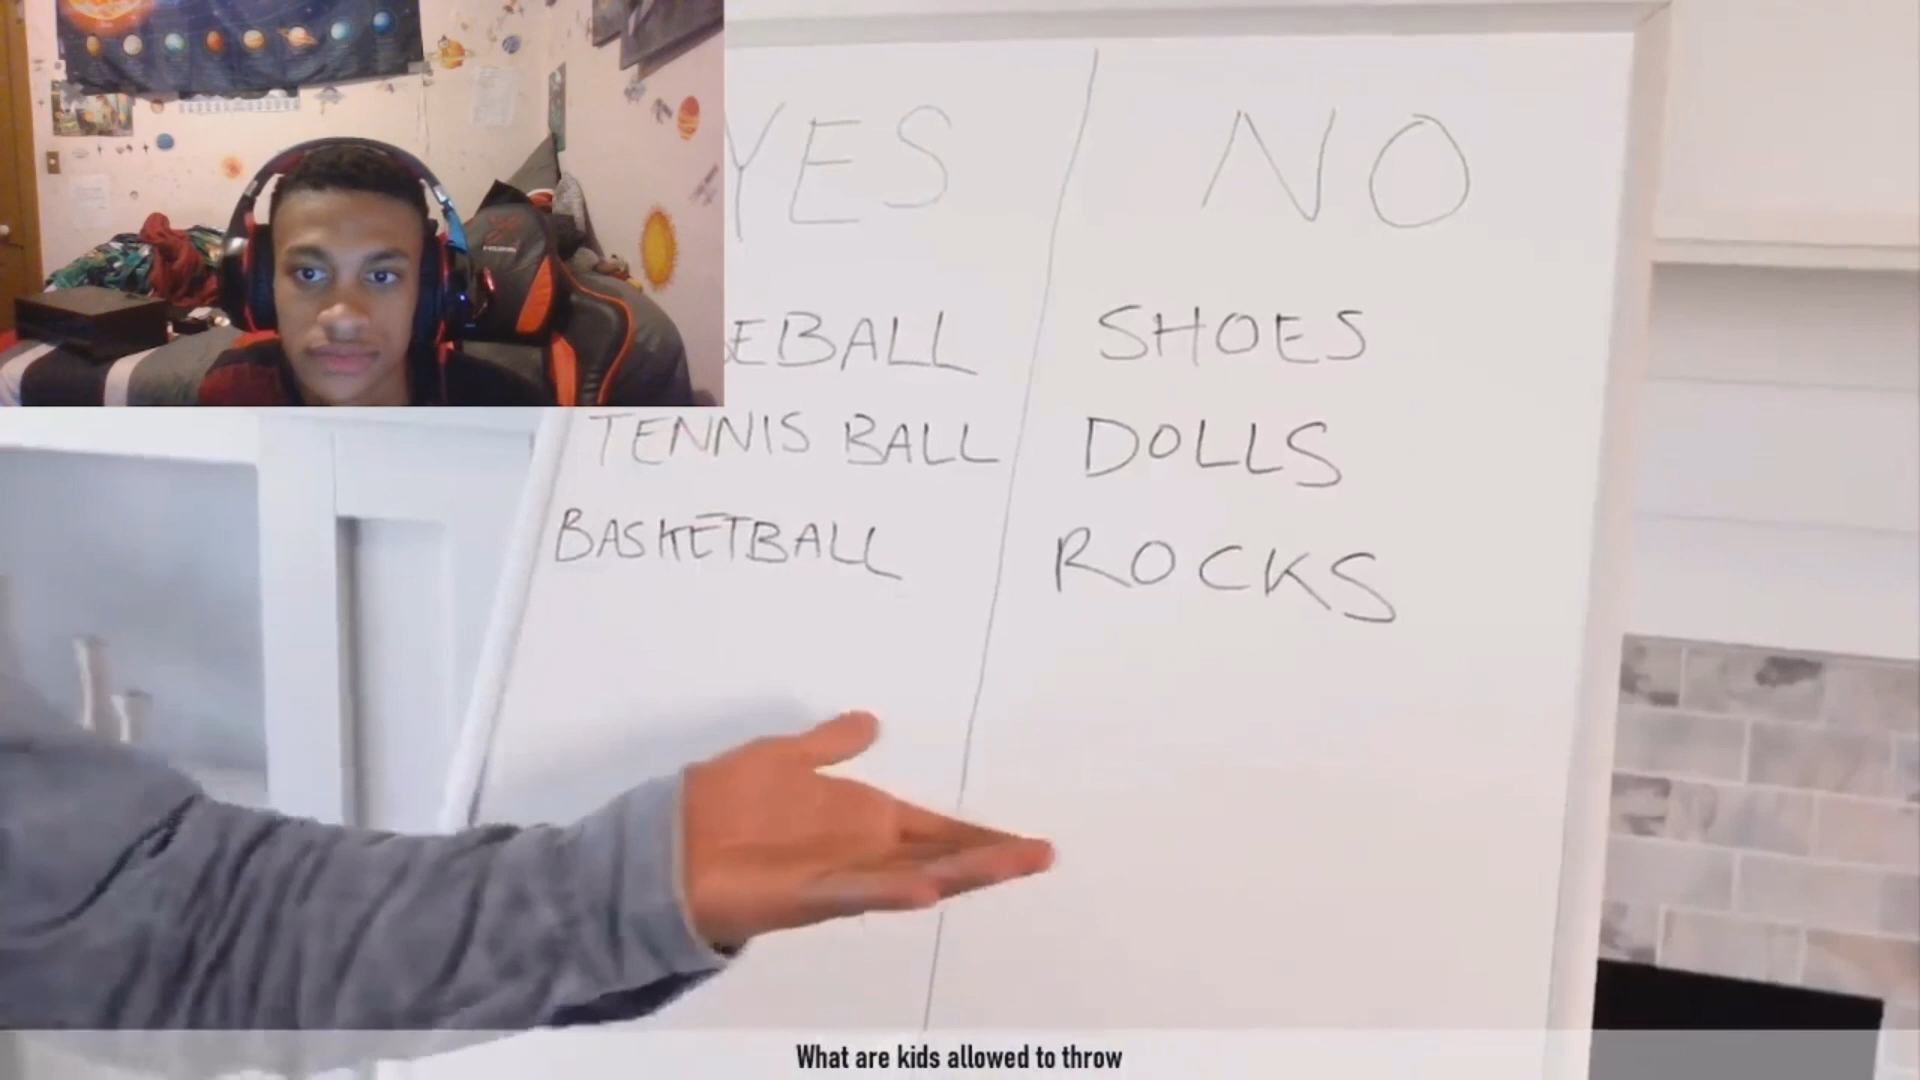 YES
NO
EBALL
SHOES
TENNIS BALL
DOLLS
BASKETBALL
ROCKS
What are kids allowed to throw